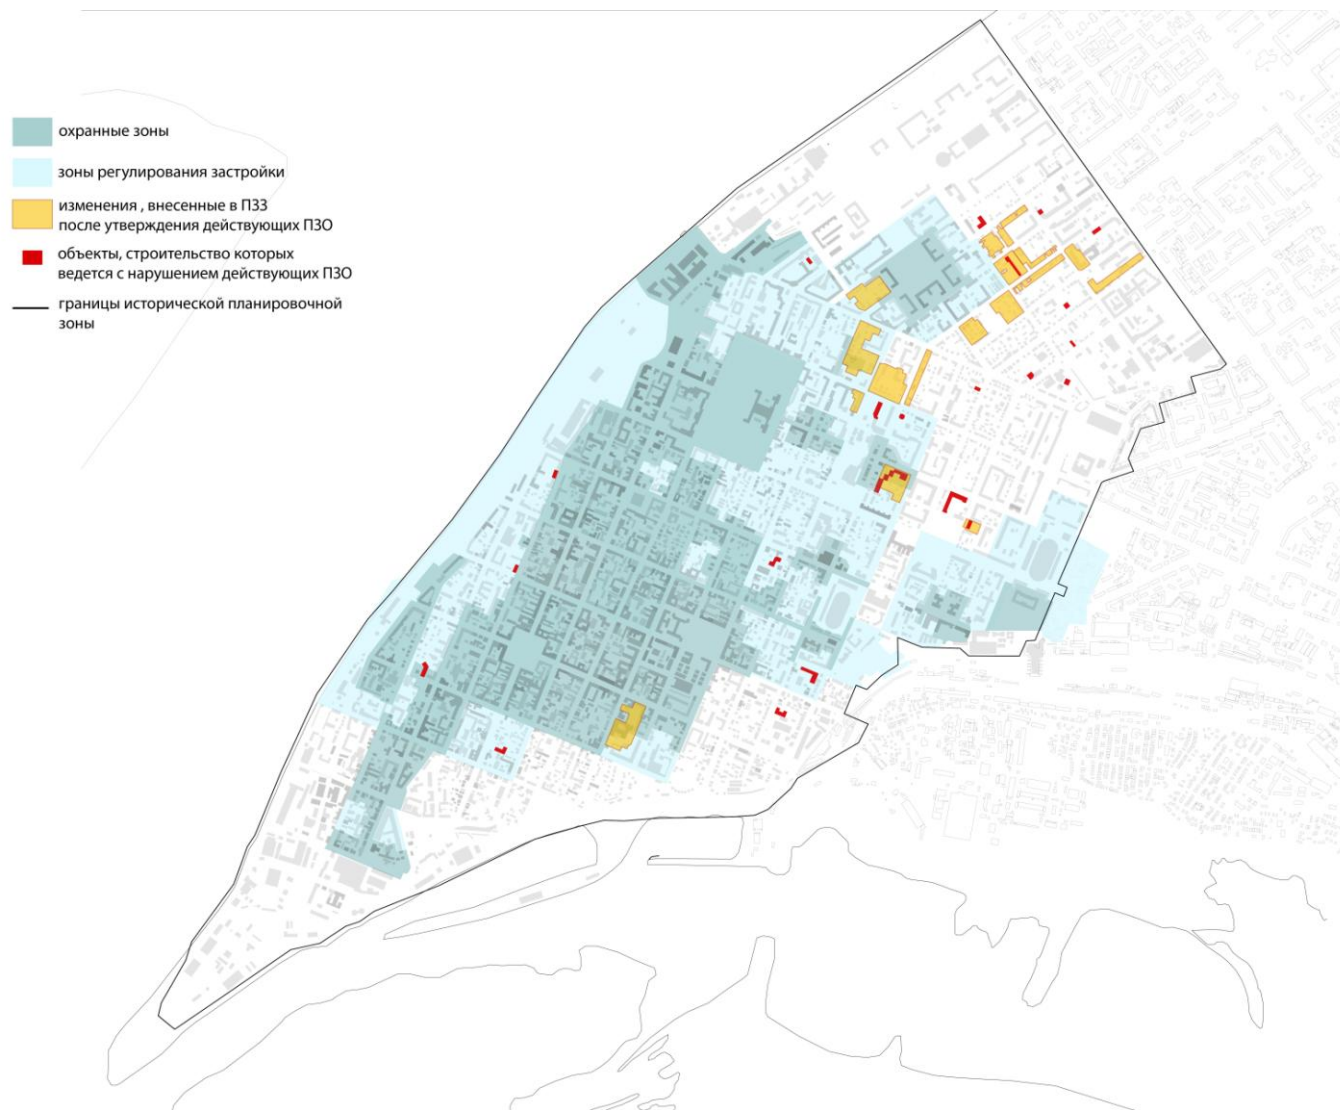 охранные зоны
зоны регулирования застройки
изменения , внесенные в ПЗЗ
после утверждения действующих ПЗО
объекты, строительство которых
ведется с нарушением действующих ПЗО
границы исторической планировочной
зоны